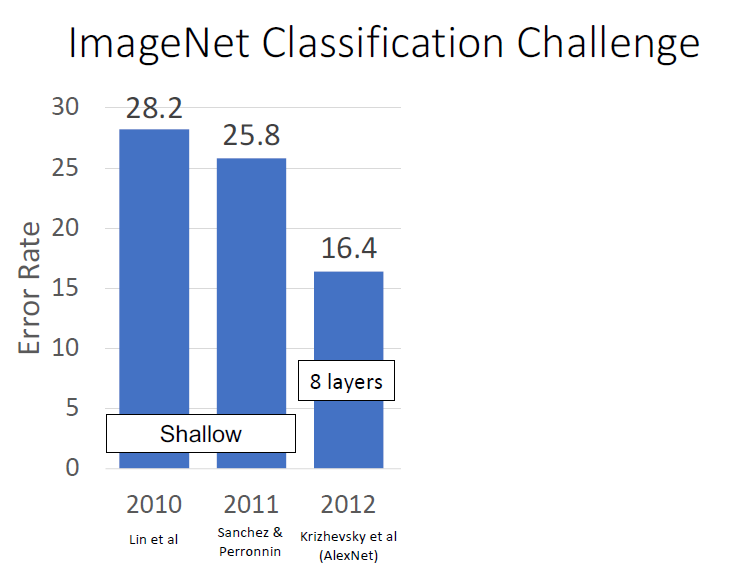 ImageNet Classification Challenge
Error Rate
30
25
20
15
10
5
0
28.2
25.8
16.4
8 layers
Shallow
2010
2011
2012
Lin et al
Sanchez &
Perronnin
Krizhevsky et al
(AlexNet)